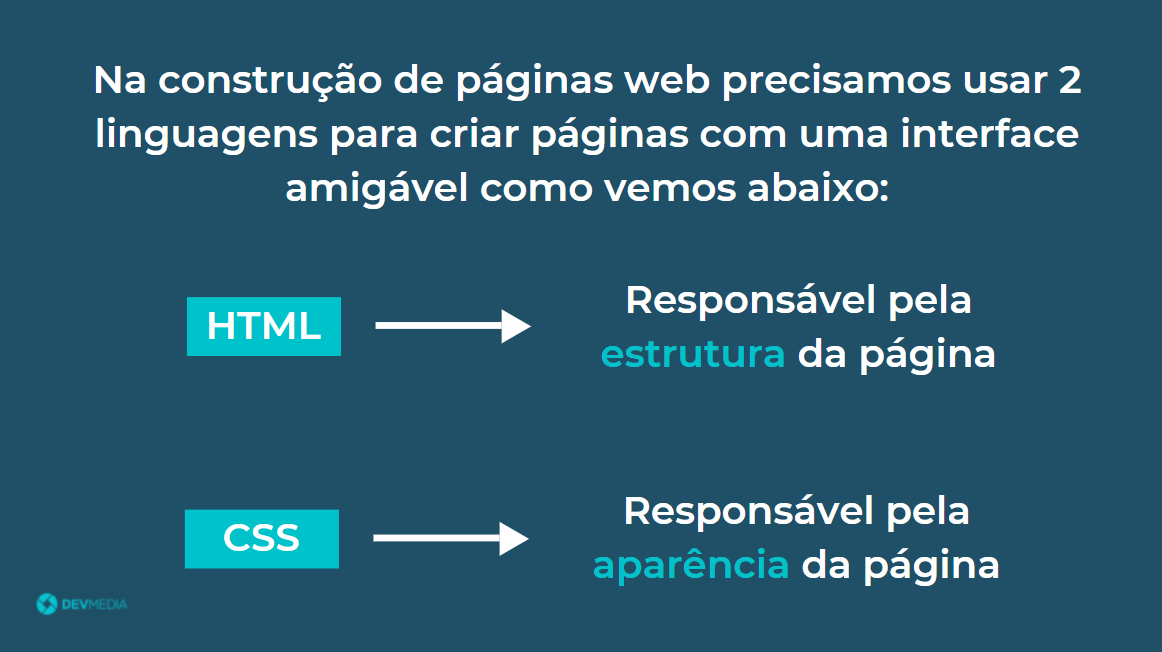 Na construção de páginas web precisamos usar 2
linguagens para criar páginas com uma interface
amigável como vemos abaixo:
HTML
Responsável pela
estrutura da página
CSS
Responsável pela
aparência da página
DEVMEDIA